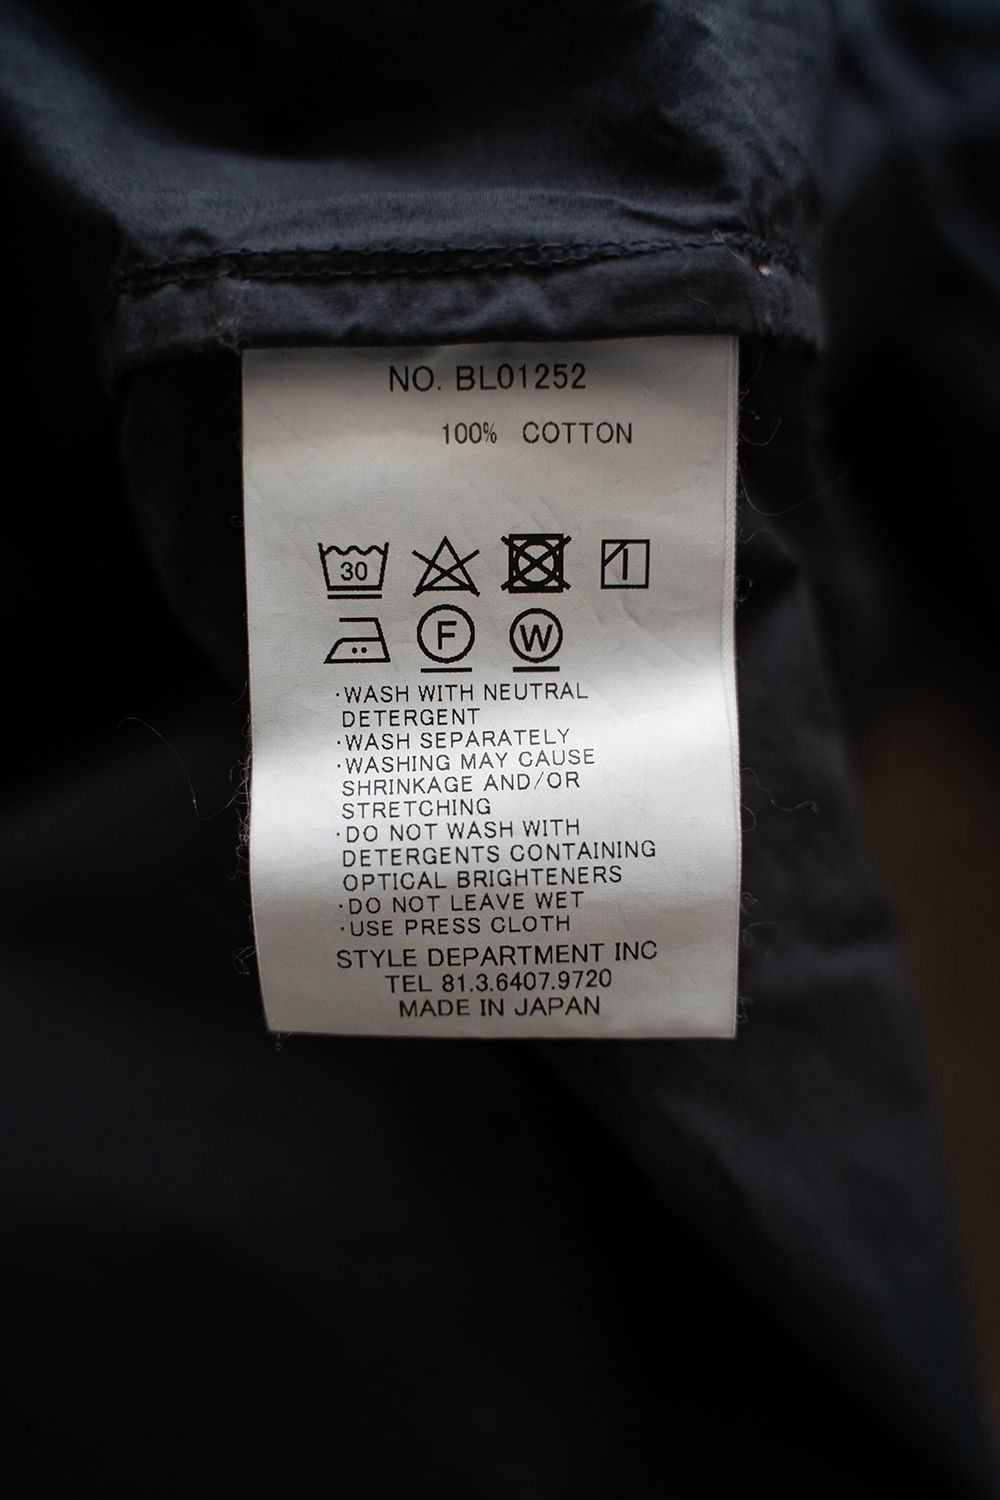 NO. BL01252
100% COTTON
30
F W
·WASH WITH NEUTRAL
DETERGENT
·WASH SEPARATELY
·WASHING MAY CAUSE
SHRINKAGE AND/OR
STRETCHING
·DO NOT WASH WITH
DETERGENTS CONTAINING
OPTICAL BRIGHTENERS
·DO NOT LEAVE WET
·USE PRESS CLOTH
STYLE DEPARTMENT INC
TEL 81.3.6407.9720
MADE IN JAPAN